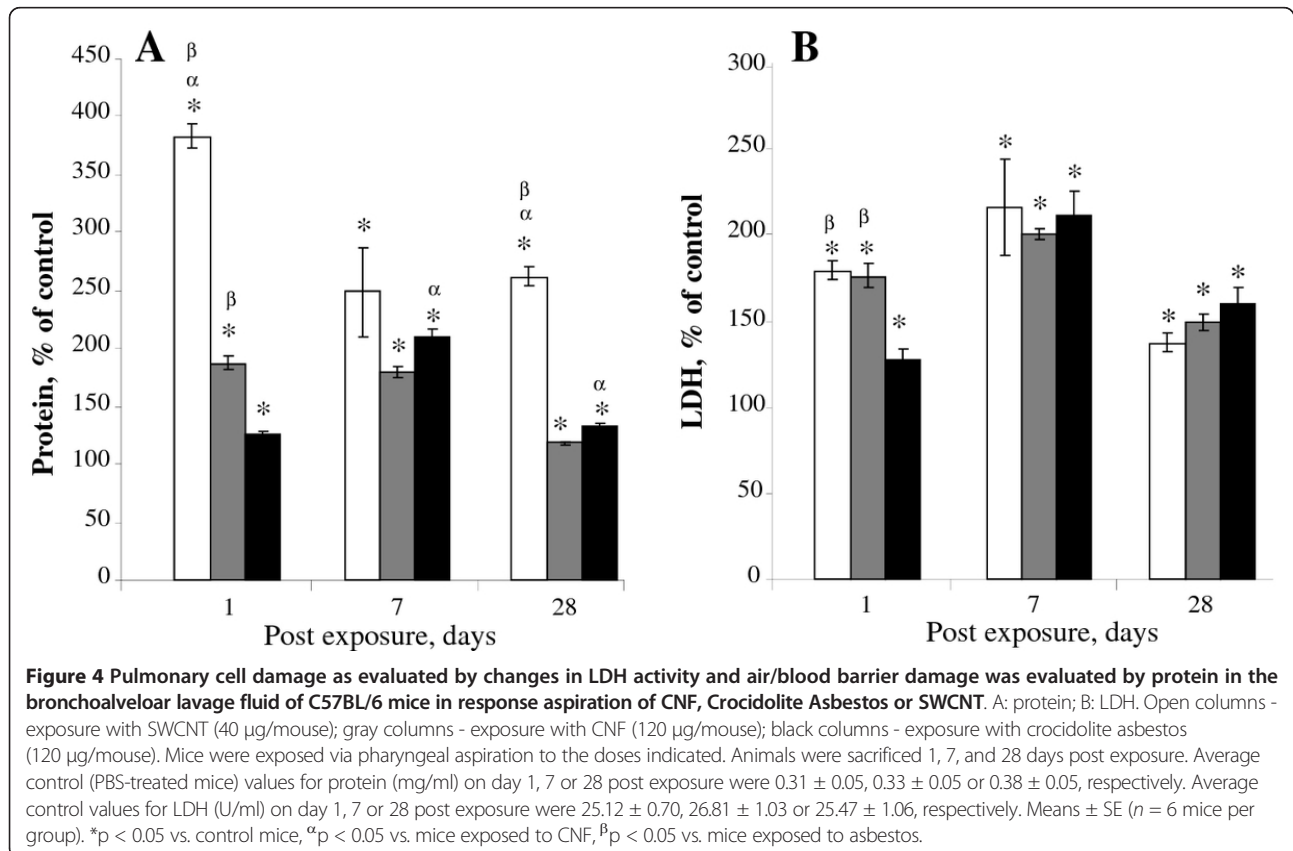 A
β
α
*
β
*
*
*
*
α
*
β
α
*
*
α
*
450
400
350
300
250
200
150
100
50
0
Protein, % of control
1 7 28
Post exposure, days
B
β
*
β
*
*
*
*
*
*
*
*
300
250
200
150
100
50
0
LDH, % of control
1 7 28
Post exposure, days
Figure 4 Pulmonary cell damage as evaluated by changes in LDH activity and air/blood barrier damage was evaluated by protein in the
bronchoalveloar lavage fluid of C57BL/6 mice in response aspiration of CNF, Crocidolite Asbestos or SWCNT. A: protein; B: LDH. Open columns -
exposure with SWCNT (40 μg/mouse); gray columns - exposure with CNF (120 μg/mouse); black columns - exposure with crocidolite asbestos
(120 μg/mouse). Mice were exposed via pharyngeal aspiration to the doses indicated. Animals were sacrificed 1, 7, and 28 days post exposure. Average
control (PBS-treated mice) values for protein (mg/ml) on day 1, 7 or 28 post exposure were 0.31 ± 0.05, 0.33 ± 0.05 or 0.38 ± 0.05, respectively. Average
control values for LDH (U/ml) on day 1, 7 or 28 post exposure were 25.12 ± 0.70, 26.81 ± 1.03 or 25.47 ± 1.06, respectively. Means ± SE (n = 6 mice per
group). *p < 0.05 vs. control mice, αp < 0.05 vs. mice exposed to CNF, βp < 0.05 vs. mice exposed to asbestos.